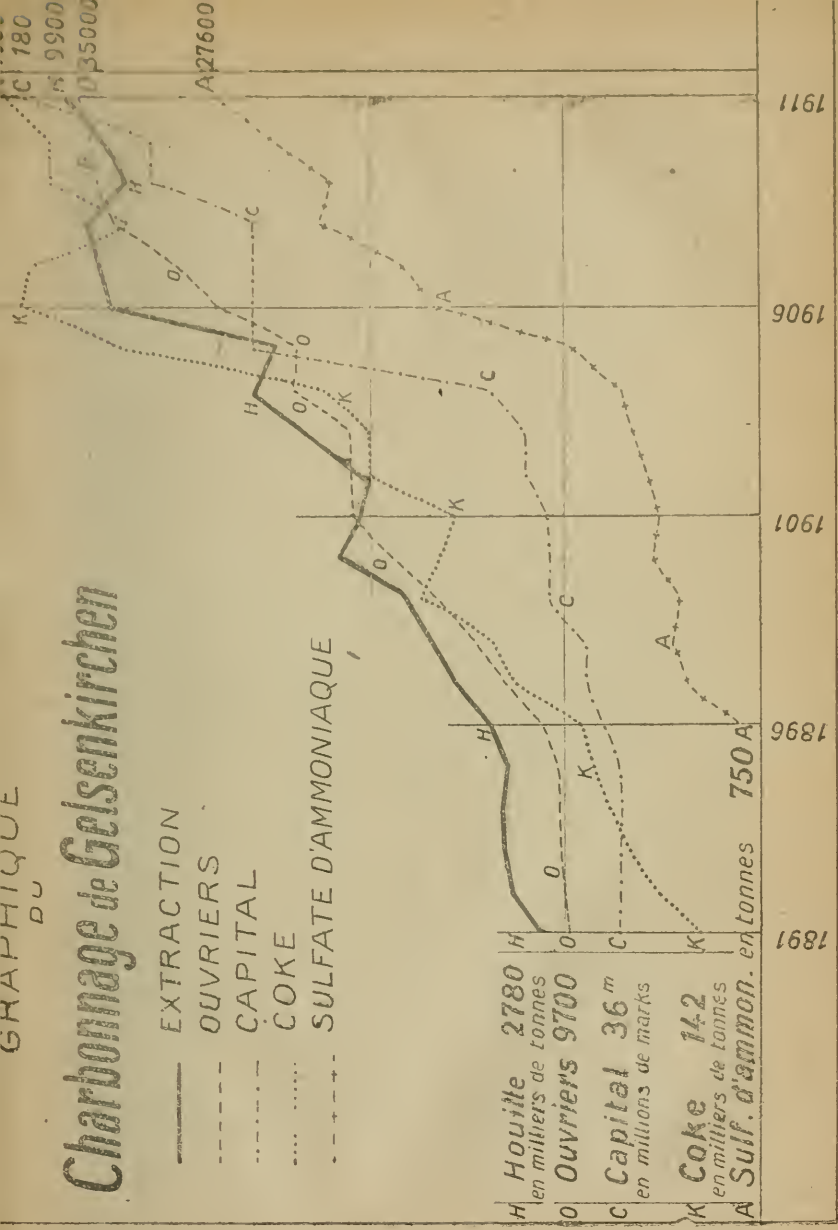 GRAPHIQUE
DU
Charbonnage de Gelsenkirchen
EXTRACTION
OUVRIERS
CAPITAL
COKE
SULFATE D'AMMONIAQUE
C 180
9900
O 35000
A 27600
H Houille 2780
en milliers de tonnes
O Ouvriers 9700
C Capital 36 m
en millions de marks
K Coke 142
en milliers de tonnes
A Sulf. d'ammon. en tonnes 750 A
H
O
C
K
H
O
K
A
C
O
K
H
O
K
C
O
A
K
O
C
H
1891
1896
1901
1906
1911